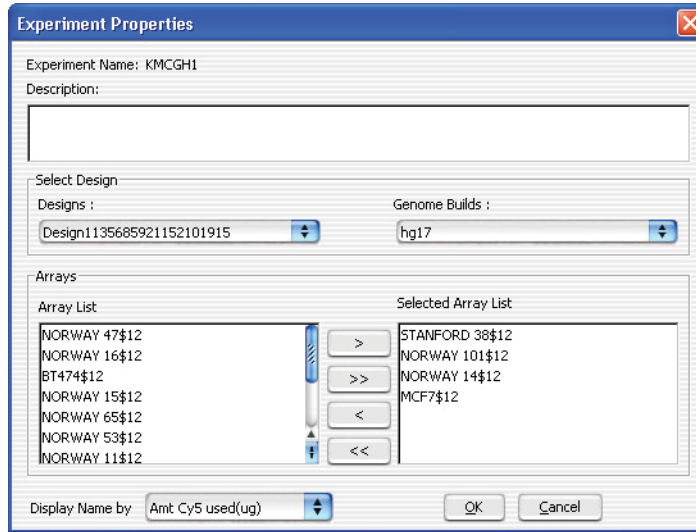 Experiment Properties
Experiment Name: KMCGH1
Description:
Select Design
Designs :
Genome Builds :
Design1135685921152101915
hg17
Arrays
Array List
Selected Array List
NORWAY 47$12
NORWAY 16$12
BT474$12
NORWAY 15$12
NORWAY 65$12
NORWAY 53$12
NORWAY 11$12
>
>>
<
<<
STANFORD 38$12
NORWAY 101$12
NORWAY 14$12
MCF7$12
Display Name by
Amt Cy5 used(ug)
OK
Cancel